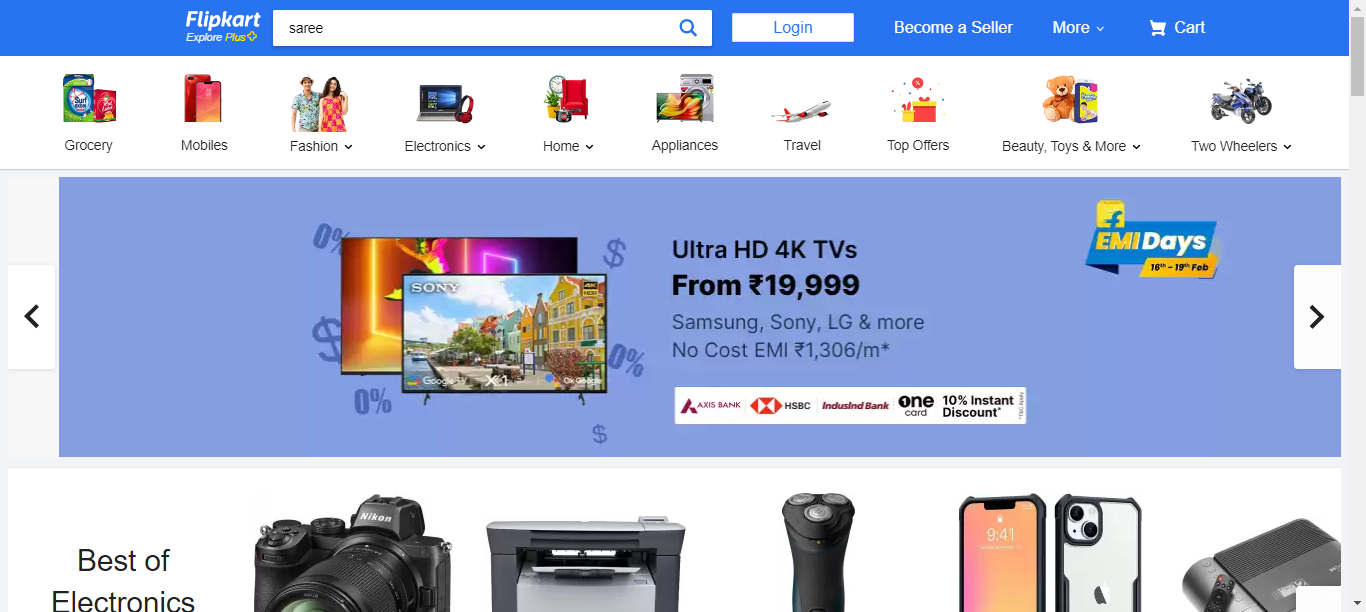 Flipkart
Explore Plus
saree
Login
Become a Seller
More
Cart
Grocery
Mobiles
Fashion
Electronics
Home
Appliances
Travel
Top Offers
Beauty, Toys & More
Two Wheelers
0%
$
$
0%
0%
$
SONY
4K
HDR
Google TV
X1
Ok Google
Ultra HD 4K TVs
From ₹19,999
Samsung, Sony, LG & more
No Cost EMI ₹1,306/m*
AXIS BANK
HSBC
IndusInd Bank
one
card
10% Instant
Discount*
EMI Days
16th - 19th Feb
Best of
Electronics
Nikon
9:41